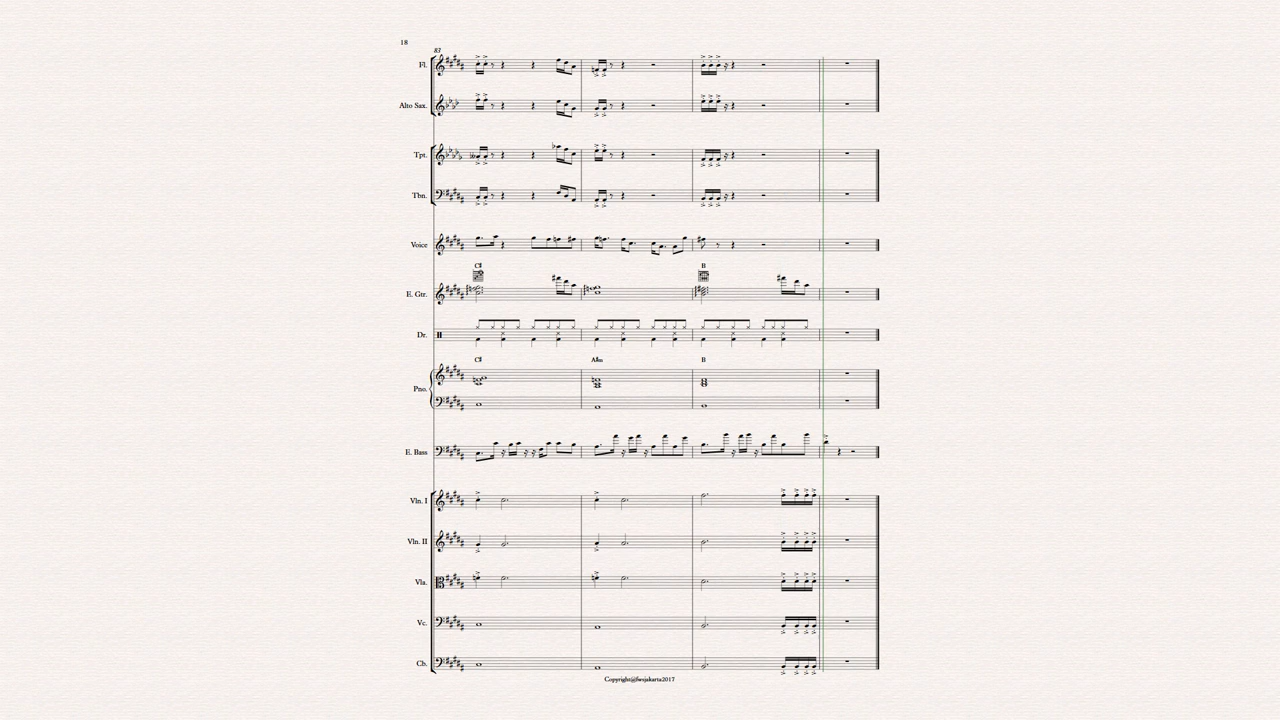 18
83
Fl.
Alto Sax.
Tpt.
Tbn.
Voice
C♯ B
E. Gtr.
Dr.
C♯ A♯m B
Pno.
E. Bass
Vln. I
Vln. II
Vla.
Vc.
Cb.
Copyright@fwsjakarta2017